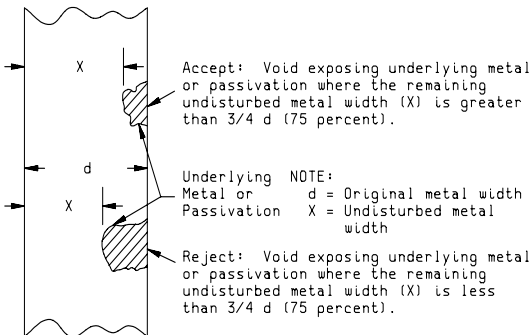 X
Accept: Void exposing underlying metal
or passivation where the remaining
undisturbed metal width (X) is greater
than 3/4 d (75 percent).
d
X
Underlying
Metal or
Passivation
NOTE:
d = Original metal width
X = Undisturbed metal
width
Reject: Void exposing underlying metal
or passivation where the remaining
undisturbed metal width (X) is less
than 3/4 d (75 percent).